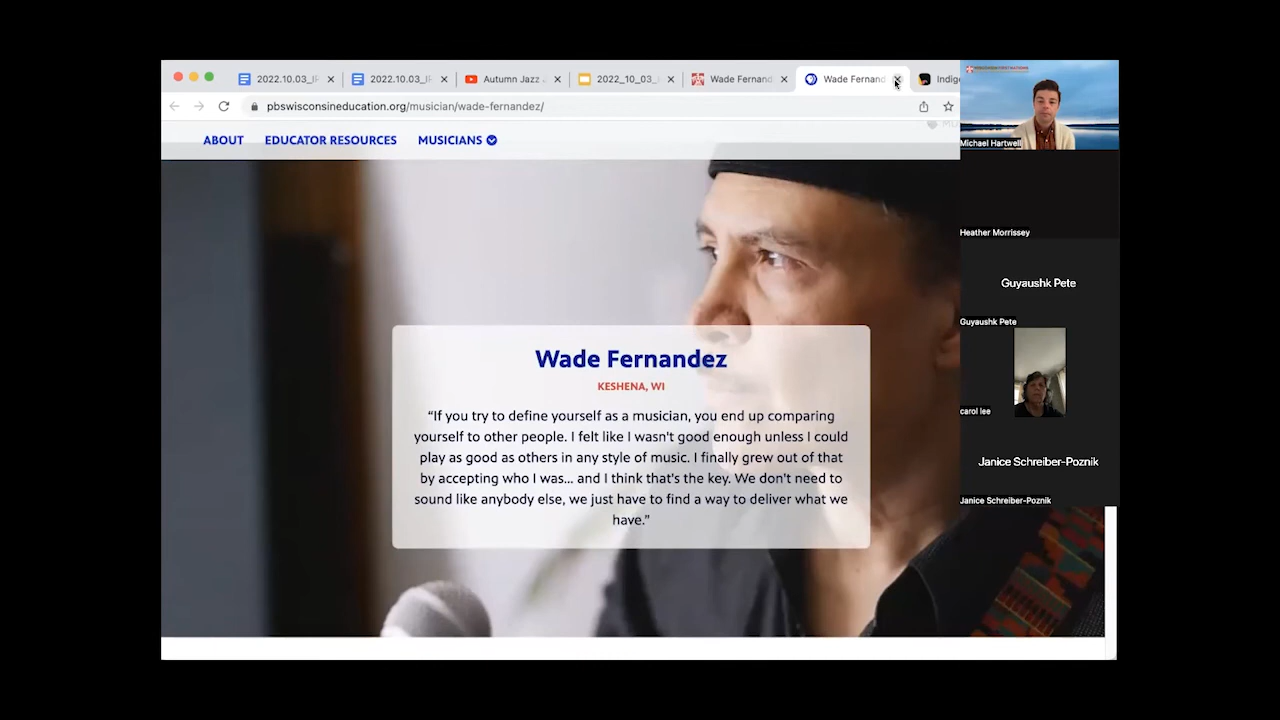 2022.10.03_
2022.10.03_
Autumn Jazz
2022_10_03_
Wade Fernand
Wade Fernand
Indige
pbswisconsineducation.org/musician/wade-fernandez/
ABOUT
EDUCATOR RESOURCES
MUSICIANS
Michael Hartwell
Heather Morrissey
Guyaushk Pete
Guyaushk Pete
carol lee
Janice Schreiber-Poznik
Janice Schreiber-Poznik
Wade Fernandez
KESHENA, WI
“If you try to define yourself as a musician, you end up comparing
yourself to other people. I felt like I wasn't good enough unless I could
play as good as others in any style of music. I finally grew out of that
by accepting who I was... and I think that's the key. We don't need to
sound like anybody else, we just have to find a way to deliver what we
have.”